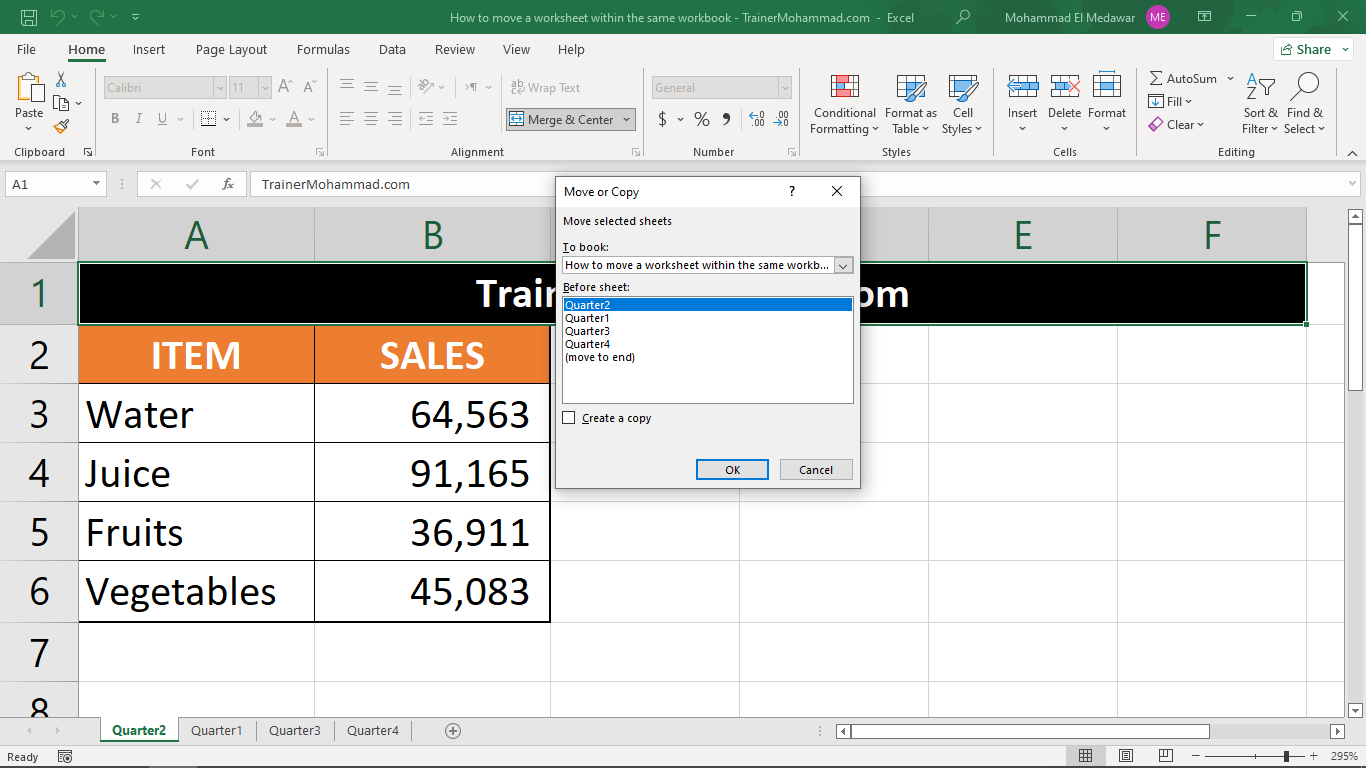 How to move a worksheet within the same workbook - TrainerMohammad.com - Excel
Mohammad El Medawar ME
File Home Insert Page Layout Formulas Data Review View Help Share
Paste
Calibri 11
B I U
Wrap Text
Merge & Center
General
$ % ,
Conditional Formatting
Format as Table
Cell Styles
Insert Delete Format
AutoSum
Fill
Clear
Sort & Filter
Find & Select
Clipboard Font Alignment Number Styles Cells Editing
A1 fx TrainerMohammad.com
Move or Copy ?
Move selected sheets
To book:
How to move a worksheet within the same workb...
Before sheet:
Quarter2
Quarter1
Quarter3
Quarter4
(move to end)
Create a copy
OK Cancel
A B E F
1 Train om
2 ITEM SALES
3 Water 64,563
4 Juice 91,165
5 Fruits 36,911
6 Vegetables 45,083
7
8
Quarter2 Quarter1 Quarter3 Quarter4
Ready 295%